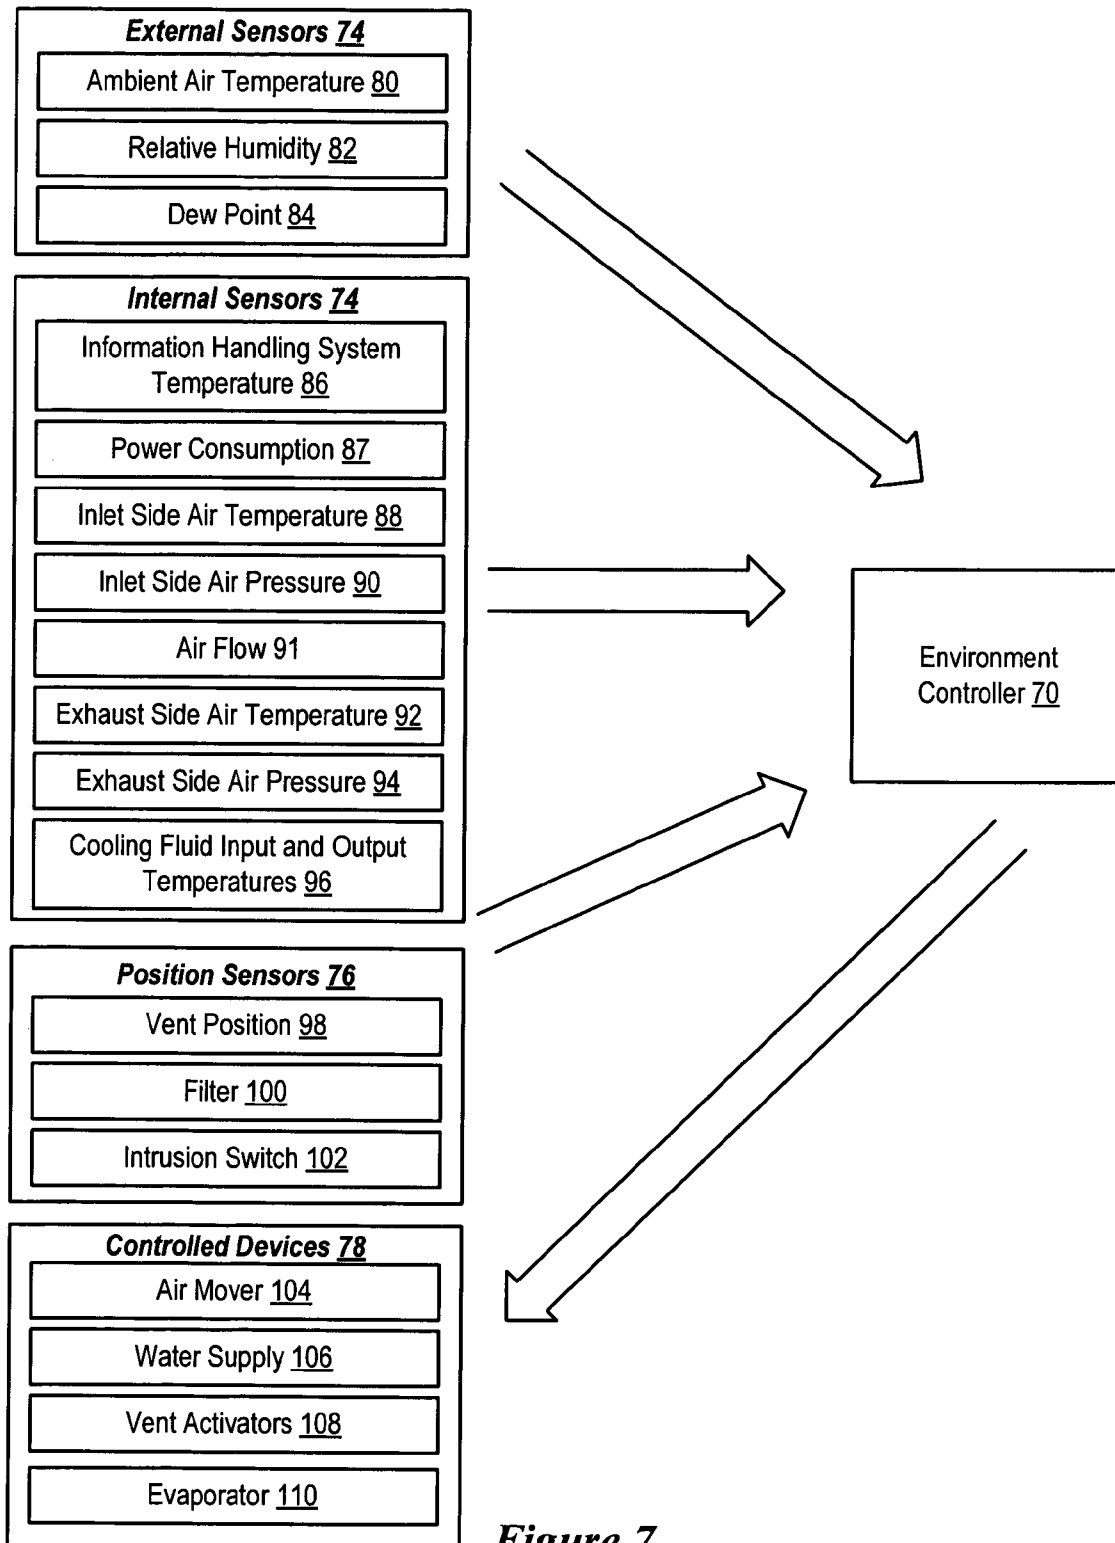 External Sensors 74
Ambient Air Temperature 80
Relative Humidity 82
Dew Point 84
Internal Sensors 74
Information Handling System
Temperature 86
Power Consumption 87
Inlet Side Air Temperature 88
Inlet Side Air Pressure 90
Air Flow 91
Exhaust Side Air Temperature 92
Exhaust Side Air Pressure 94
Cooling Fluid Input and Output
Temperatures 96
Position Sensors 76
Vent Position 98
Filter 100
Intrusion Switch 102
Controlled Devices 78
Air Mover 104
Water Supply 106
Vent Activators 108
Evaporator 110
Environment
Controller 70
Figure 7